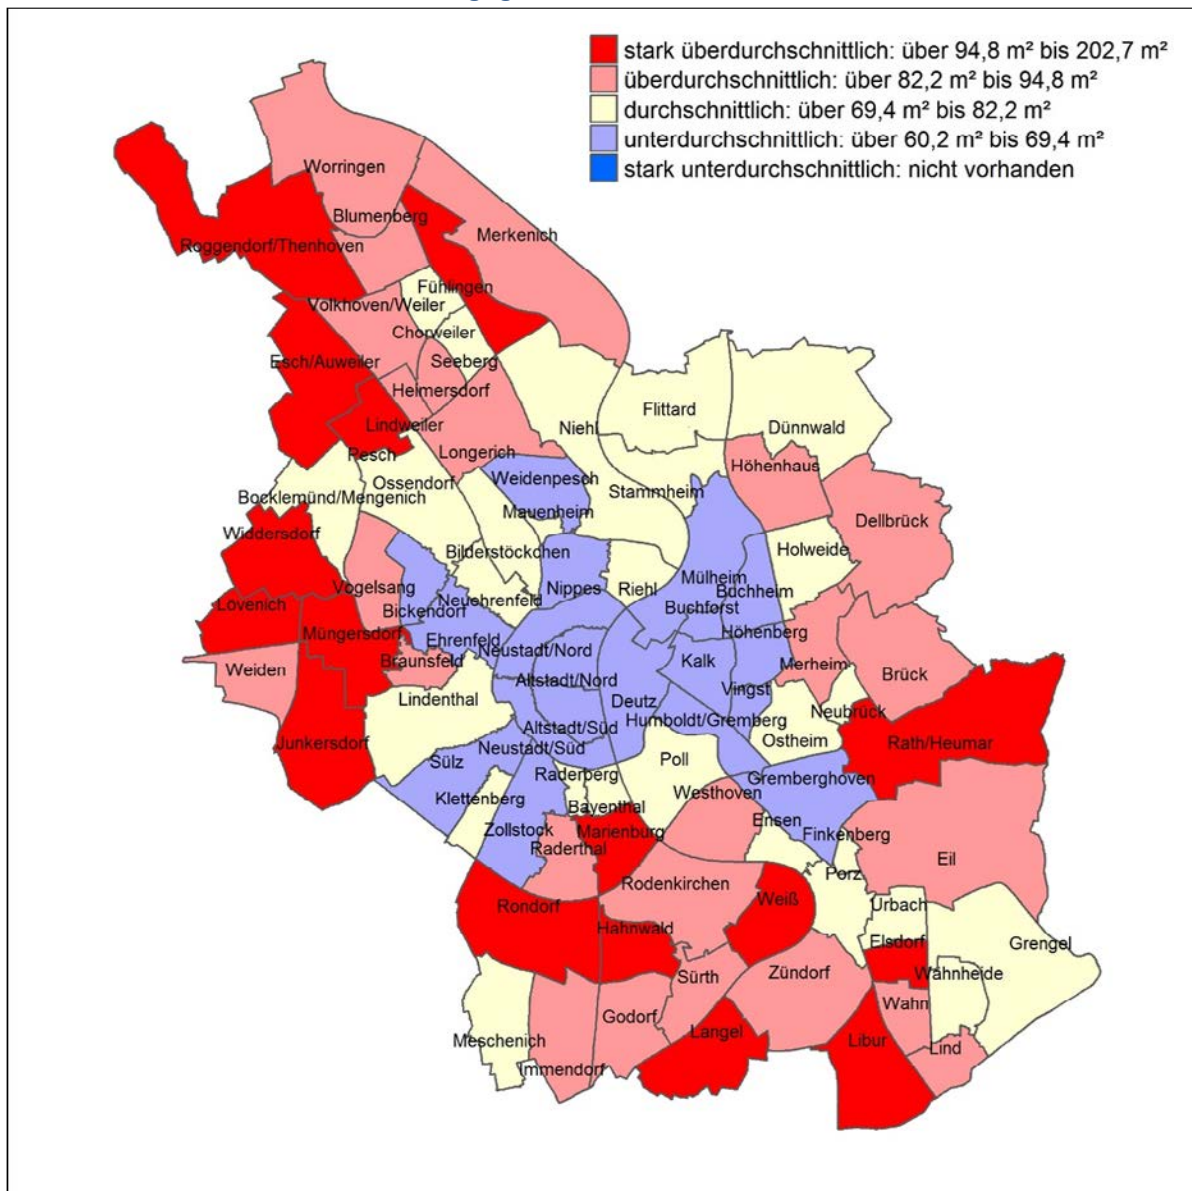 stark überdurchschnittlich: über 94,8 m² bis 202,7 m²
überdurchschnittlich: über 82,2 m² bis 94,8 m²
durchschnittlich: über 69,4 m² bis 82,2 m²
unterdurchschnittlich: über 60,2 m² bis 69,4 m²
stark unterdurchschnittlich: nicht vorhanden
Worringen
Blumenberg
Merkenich
Roggendorf/Thenhoven
Fühlingen
Volkhoven/Weiler
Chorweiler
Esch/Auweiler
Seeberg
Heimersdorf
Flittard
Lindweiler
Niehl
Dünnwald
Pesch
Longerich
Höhenhaus
Ossendorf
Weidenpesch
Bocklemünd/Mengenich
Stammheim
Mauenheim
Dellbrück
Widdersdorf
Bilderstöckchen
Holweide
Mülheim
Vogelsang
Nippes
Riehl
Buchheim
Neuehrenfeld
Lövenich
Bickendorf
Buchforst
Müngersdorf
Ehrenfeld
Höhenberg
Neustadt/Nord
Braunsfeld
Kalk
Merheim
Weiden
Brück
Altstadt/Nord
Vingst
Lindenthal
Deutz
Neubrück
Humboldt/Gremberg
Altstadt/Süd
Junkersdorf
Ostheim
Rath/Heumar
Neustadt/Süd
Sülz
Poll
Raderberg
Gremberghoven
Westhoven
Klettenberg
Bayenthal
Ensen
Zollstock
Marienburg
Finkenberg
Raderthal
Eil
Porz
Rodenkirchen
Weiß
Rondorf
Urbach
Hahnwald
Elsdorf
Grengel
Sürth
Zündorf
Wahnheide
Wahn
Godorf
Langel
Meschenich
Libur
Lind
Immendorf